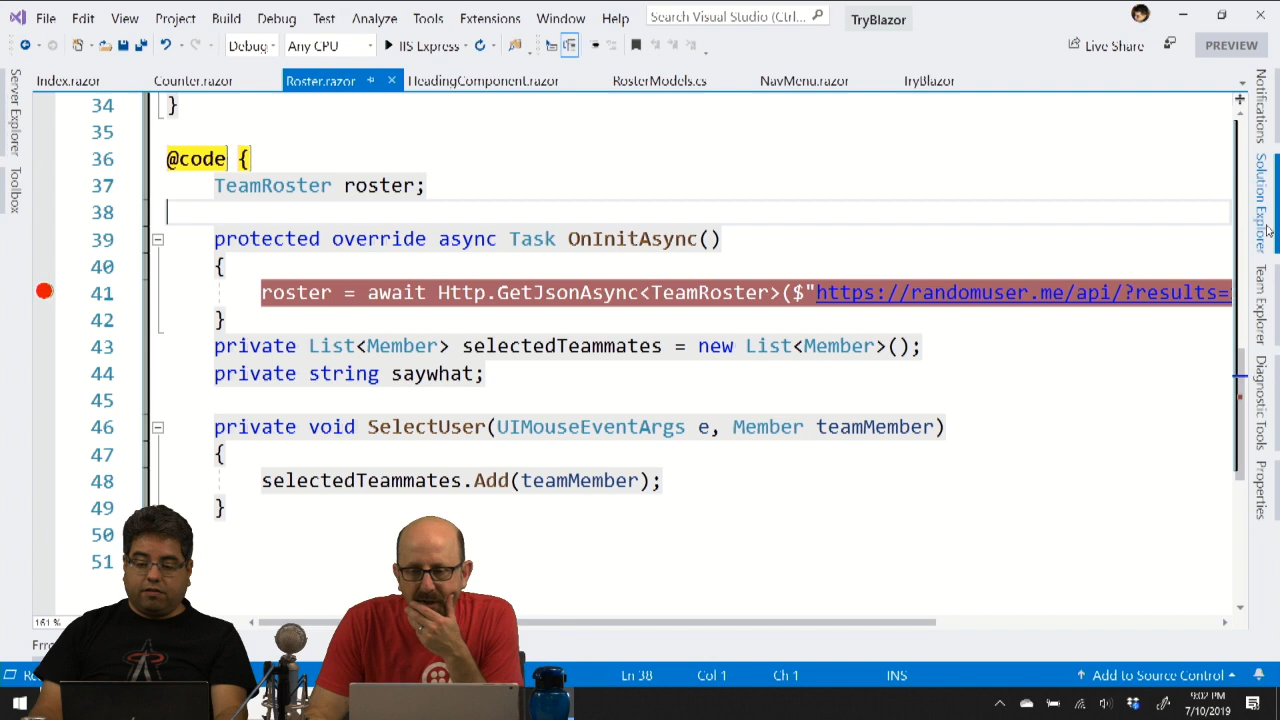 File Edit View Project Build Debug Test Analyze Tools Extensions Window Help Search Visual Studio (Ctrl... TryBlazor
Debug Any CPU IIS Express Live Share PREVIEW
Index.razor Counter.razor Roster.razor HeadingComponent.razor RosterModels.cs NavMenu.razor TryBlazor
Server Explorer
Toolbox
34 }
35
36 @code {
37 TeamRoster roster;
38
39 protected override async Task OnInitAsync()
40 {
41 roster = await Http.GetJsonAsync<TeamRoster>($"https://randomuser.me/api/?results=
42 }
43 private List<Member> selectedTeammates = new List<Member>();
44 private string saywhat;
45
46 private void SelectUser(UIMouseEventArgs e, Member teamMember)
47 {
48 selectedTeammates.Add(teamMember);
49 }
50
51
Notifications
Solution Explorer
Team Explorer
Diagnostic Tools
Properties
161 %
Ln 38 Col 1 Ch 1 INS Add to Source Control
9:02 PM
7/10/2019